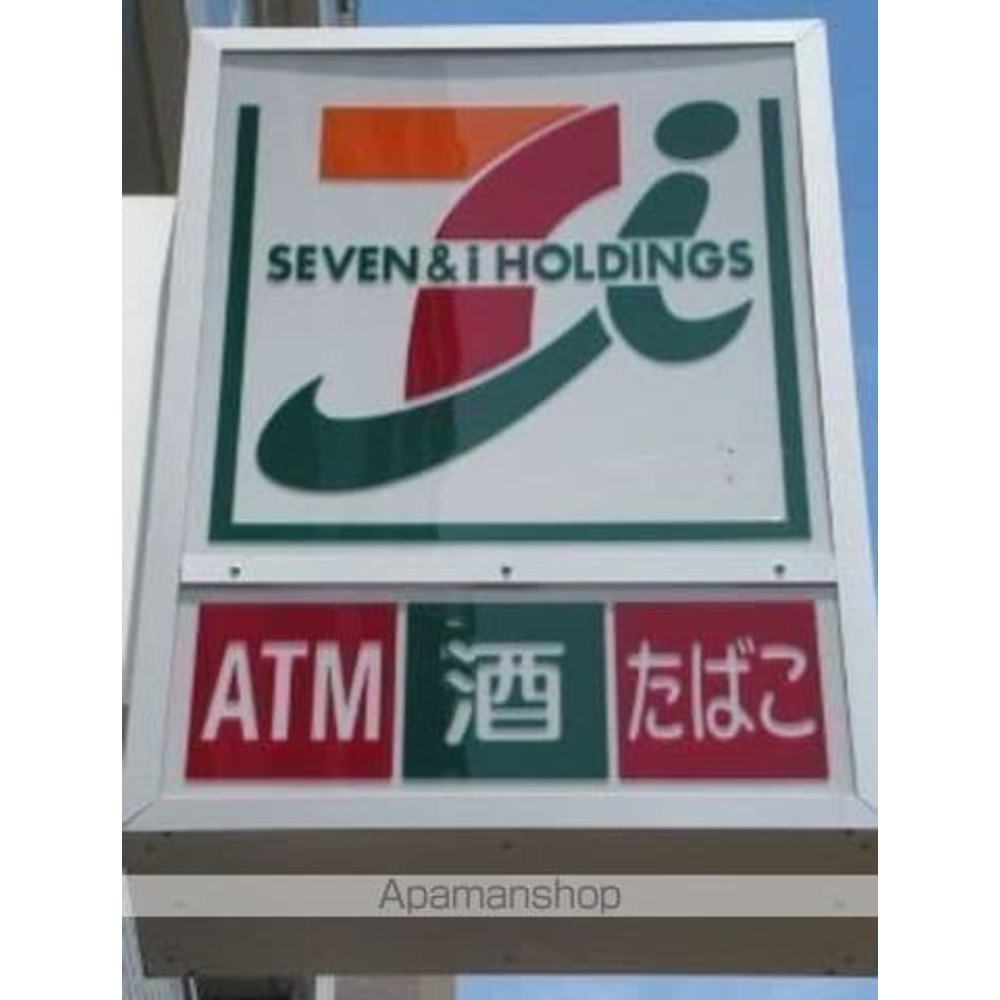 SEVEN & i HOLDINGS
ATM 酒 たばこ
Apamanshop